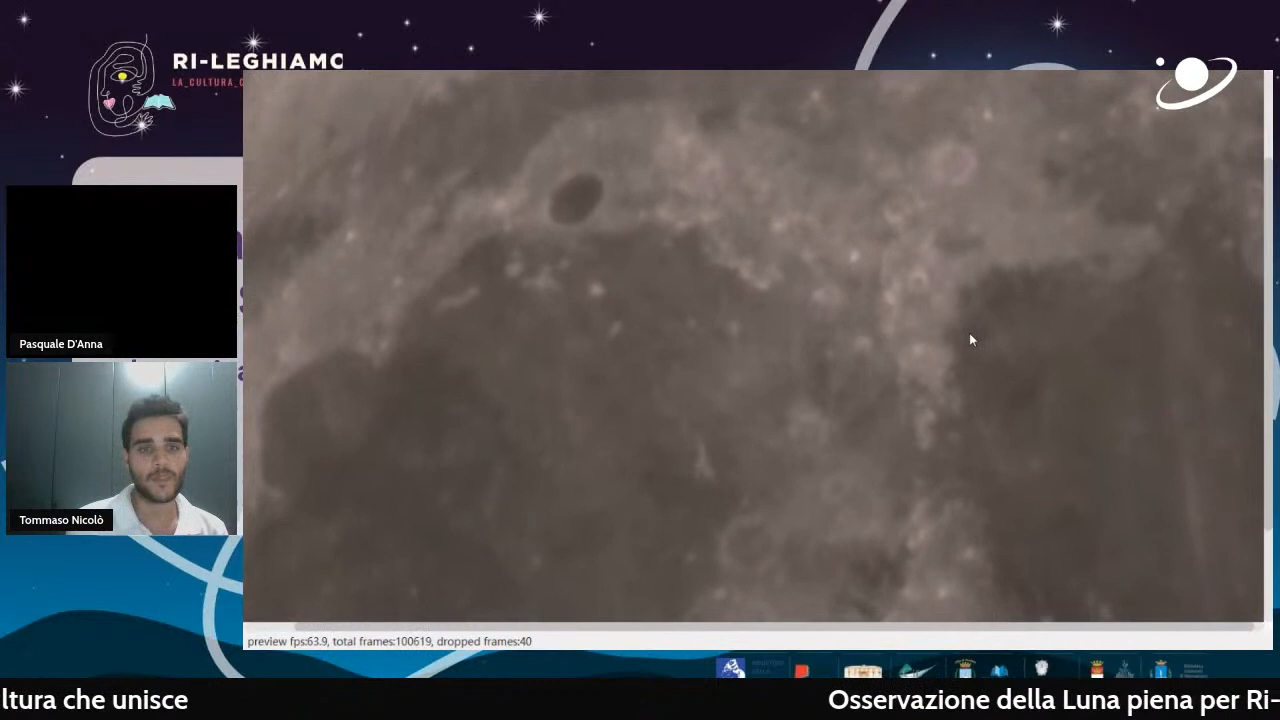 RI-LEGHIAMO
LA_CULTURA_
Pasquale D'Anna
Tommaso Nicolò
preview fps:63.9, total frames:100619, dropped frames:40
ltura che unisce
Osservazione della Luna piena per Ri-